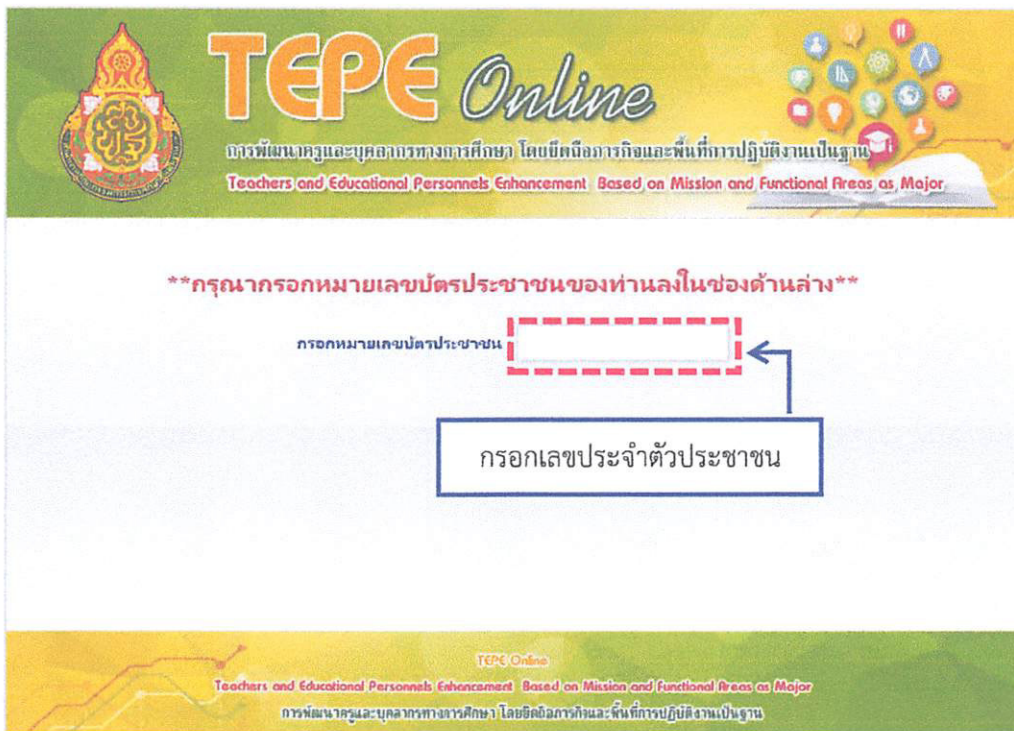 TEPE Online
การพัฒนาครูและบุคลากรทางการศึกษา โดยยึดถือภารกิจและพื้นที่การปฏิบัติงานเป็นฐาน
Teachers and Educational Personnels Enhancement Based on Mission and Functional Areas as Major
**กรุณากรอกหมายเลขบัตรประชาชนของท่านลงในช่องด้านล่าง**
กรอกหมายเลขบัตรประชาชน
กรอกเลขประจำตัวประชาชน
TEPE Online
Teachers and Educational Personnels Enhancement Based on Mission and Functional Areas as Major
การพัฒนาครูและบุคลากรทางการศึกษา โดยยึดถือภารกิจและพื้นที่การปฏิบัติงานเป็นฐาน